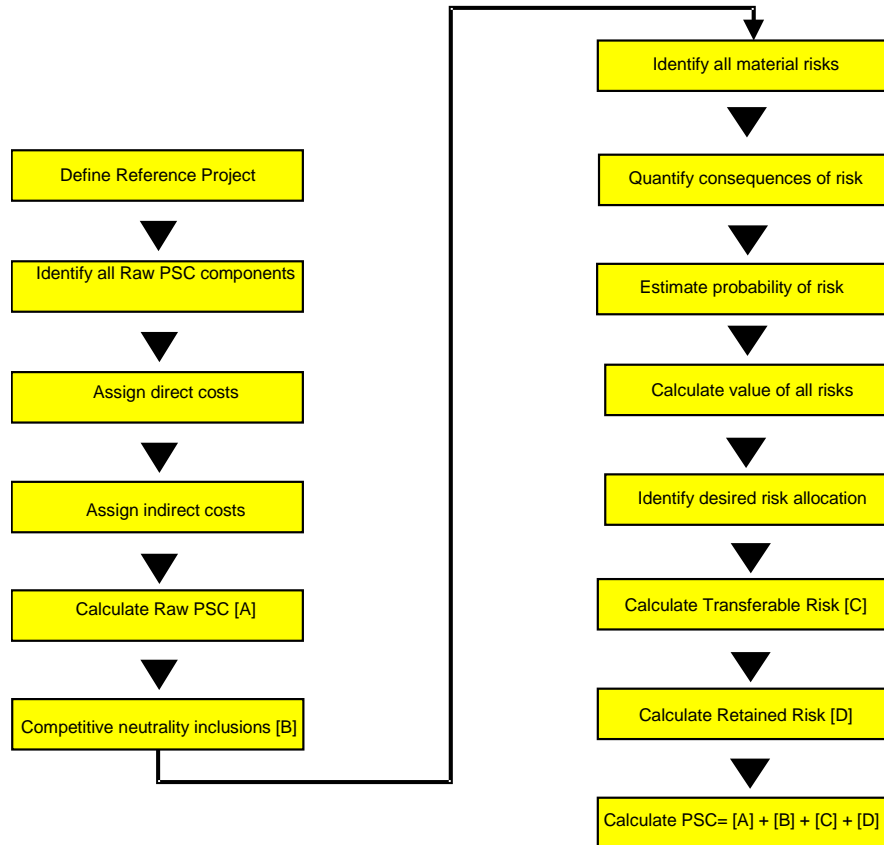 Define Reference Project
Identify all Raw PSC components
Assign direct costs
Assign indirect costs
Calculate Raw PSC [A]
Competitive neutrality inclusions [B]
Identify all material risks
Quantify consequences of risk
Estimate probability of risk
Calculate value of all risks
Identify desired risk allocation
Calculate Transferable Risk [C]
Calculate Retained Risk [D]
Calculate PSC= [A] + [B] + [C] + [D]